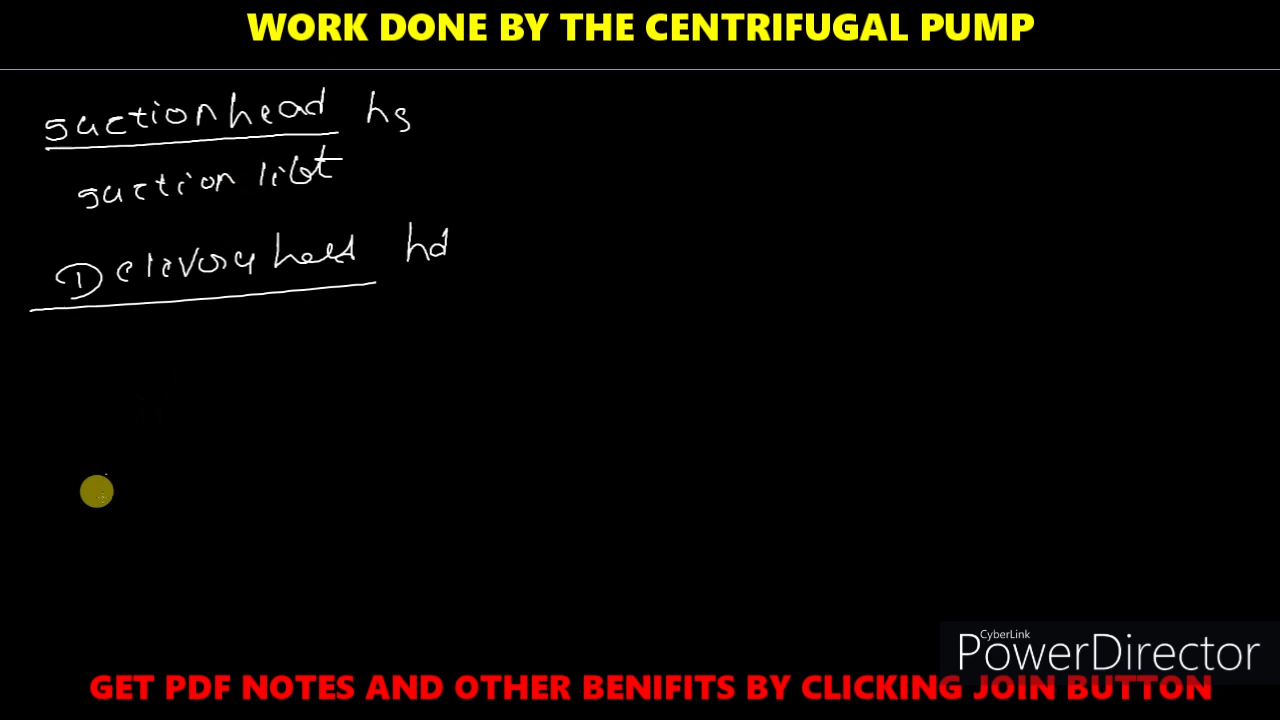 WORK DONE BY THE CENTRIFUGAL PUMP
suction head hs
suction lift
Delevery head hd
CyberLink
PowerDirector
GET PDF NOTES AND OTHER BENIFITS BY CLICKING JOIN BUTTON